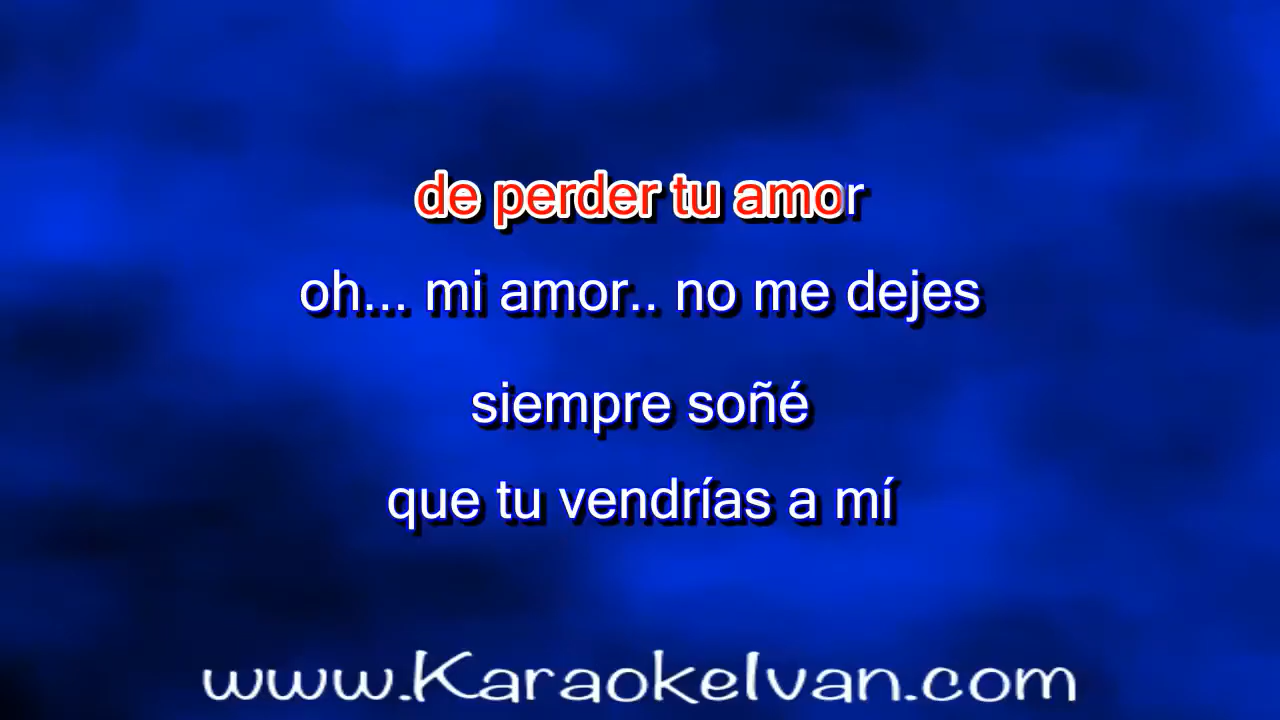 de perder tu amor
oh... mi amor.. no me dejes
siempre soñé
que tu vendrías a mí
www.KaraokeIvan.com